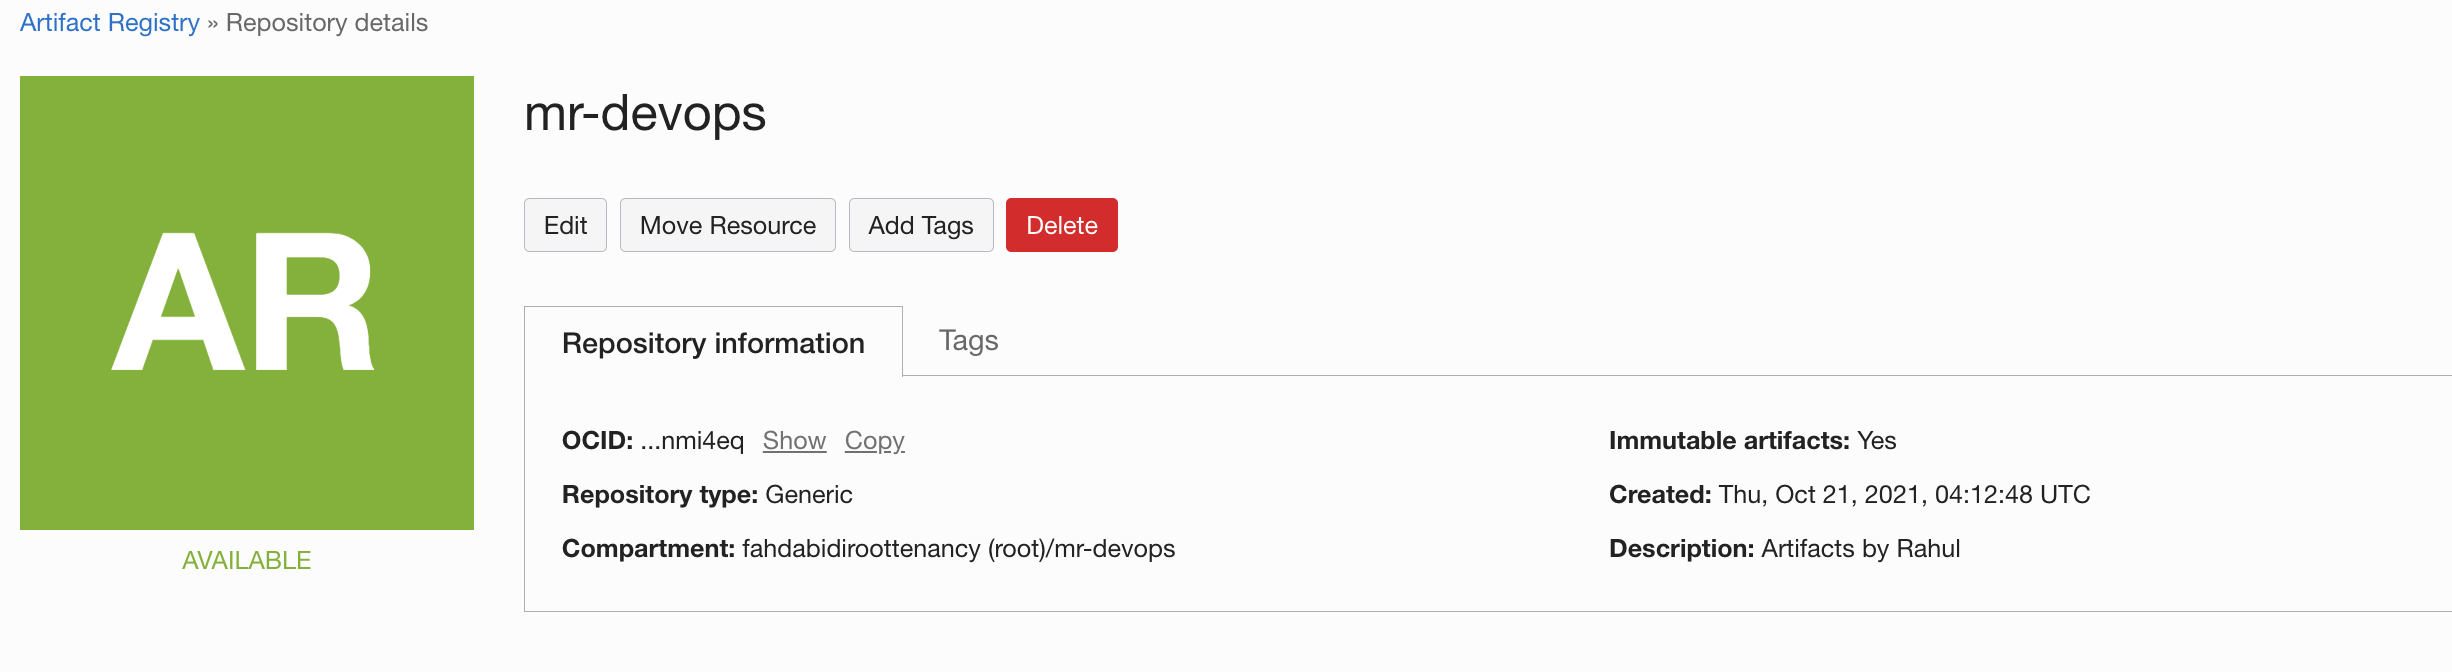 Artifact Registry » Repository details
AR
AVAILABLE
mr-devops
Edit Move Resource Add Tags Delete
Repository information Tags
OCID: ...nmi4eq Show Copy
Repository type: Generic
Compartment: fahdabidiroottenancy (root)/mr-devops
Immutable artifacts: Yes
Created: Thu, Oct 21, 2021, 04:12:48 UTC
Description: Artifacts by Rahul